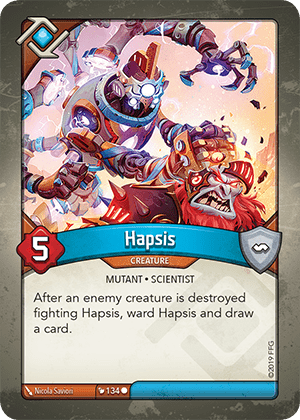 Hapsis
5
CREATURE
MUTANT • SCIENTIST
After an enemy creature is destroyed
fighting Hapsis, ward Hapsis and draw
a card.
Nicola Saviori
134
©2019 FFG